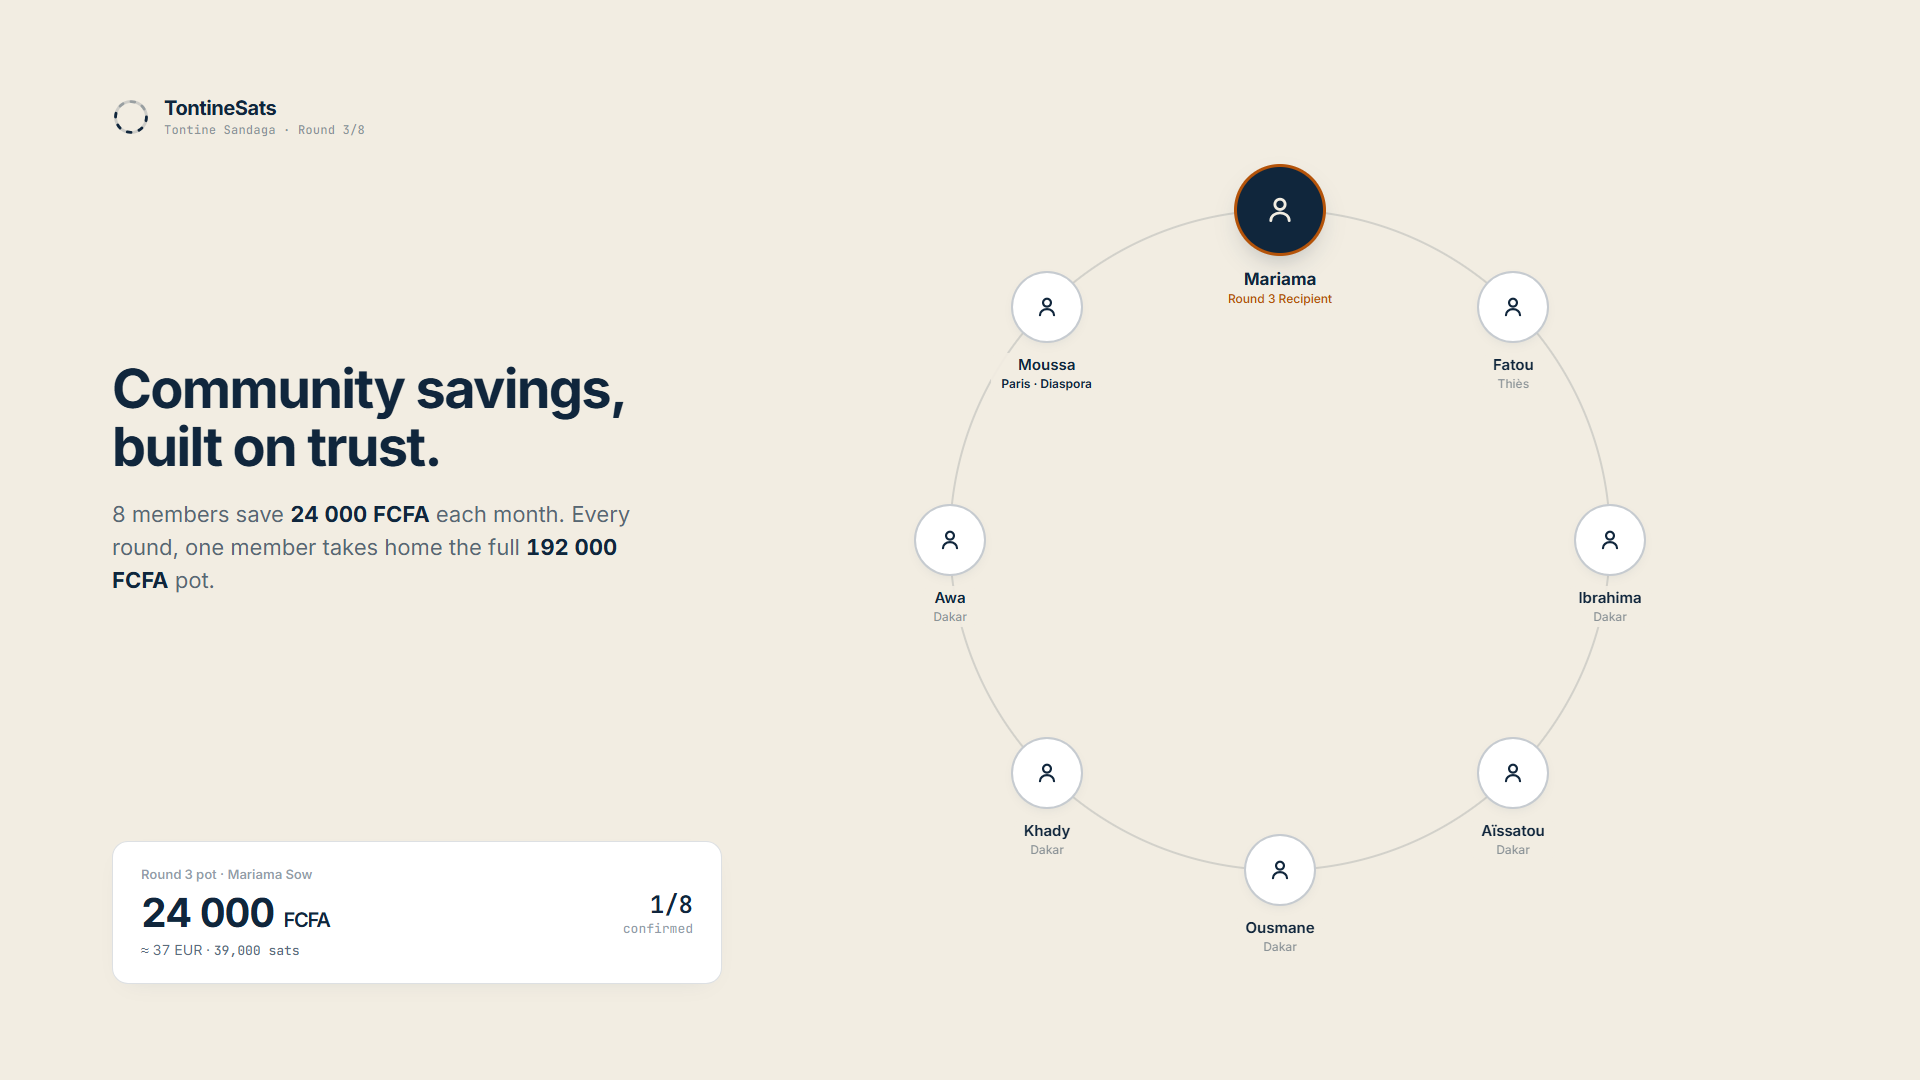 TontineSats
Tontine Sandaga · Round 3/8
Community savings,
built on trust.
8 members save 24 000 FCFA each month. Every
round, one member takes home the full 192 000
FCFA pot.
Round 3 pot · Mariama Sow
24 000 FCFA
≈ 37 EUR · 39,000 sats
1/8
confirmed
Mariama
Round 3 Recipient
Moussa
Paris · Diaspora
Fatou
Thiès
Awa
Dakar
Ibrahima
Dakar
Khady
Dakar
Aïssatou
Dakar
Ousmane
Dakar